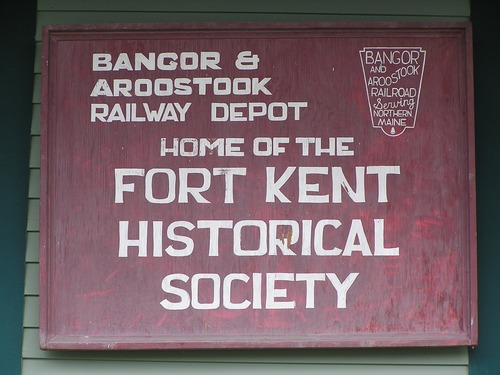 BANGOR &
AROOSTOOK
RAILWAY DEPOT
HOME OF THE
FORT KENT
HISTORICAL
SOCIETY
BANGOR
AND
AROOSTOOK
RAILROAD
Serving
NORTHERN
MAINE